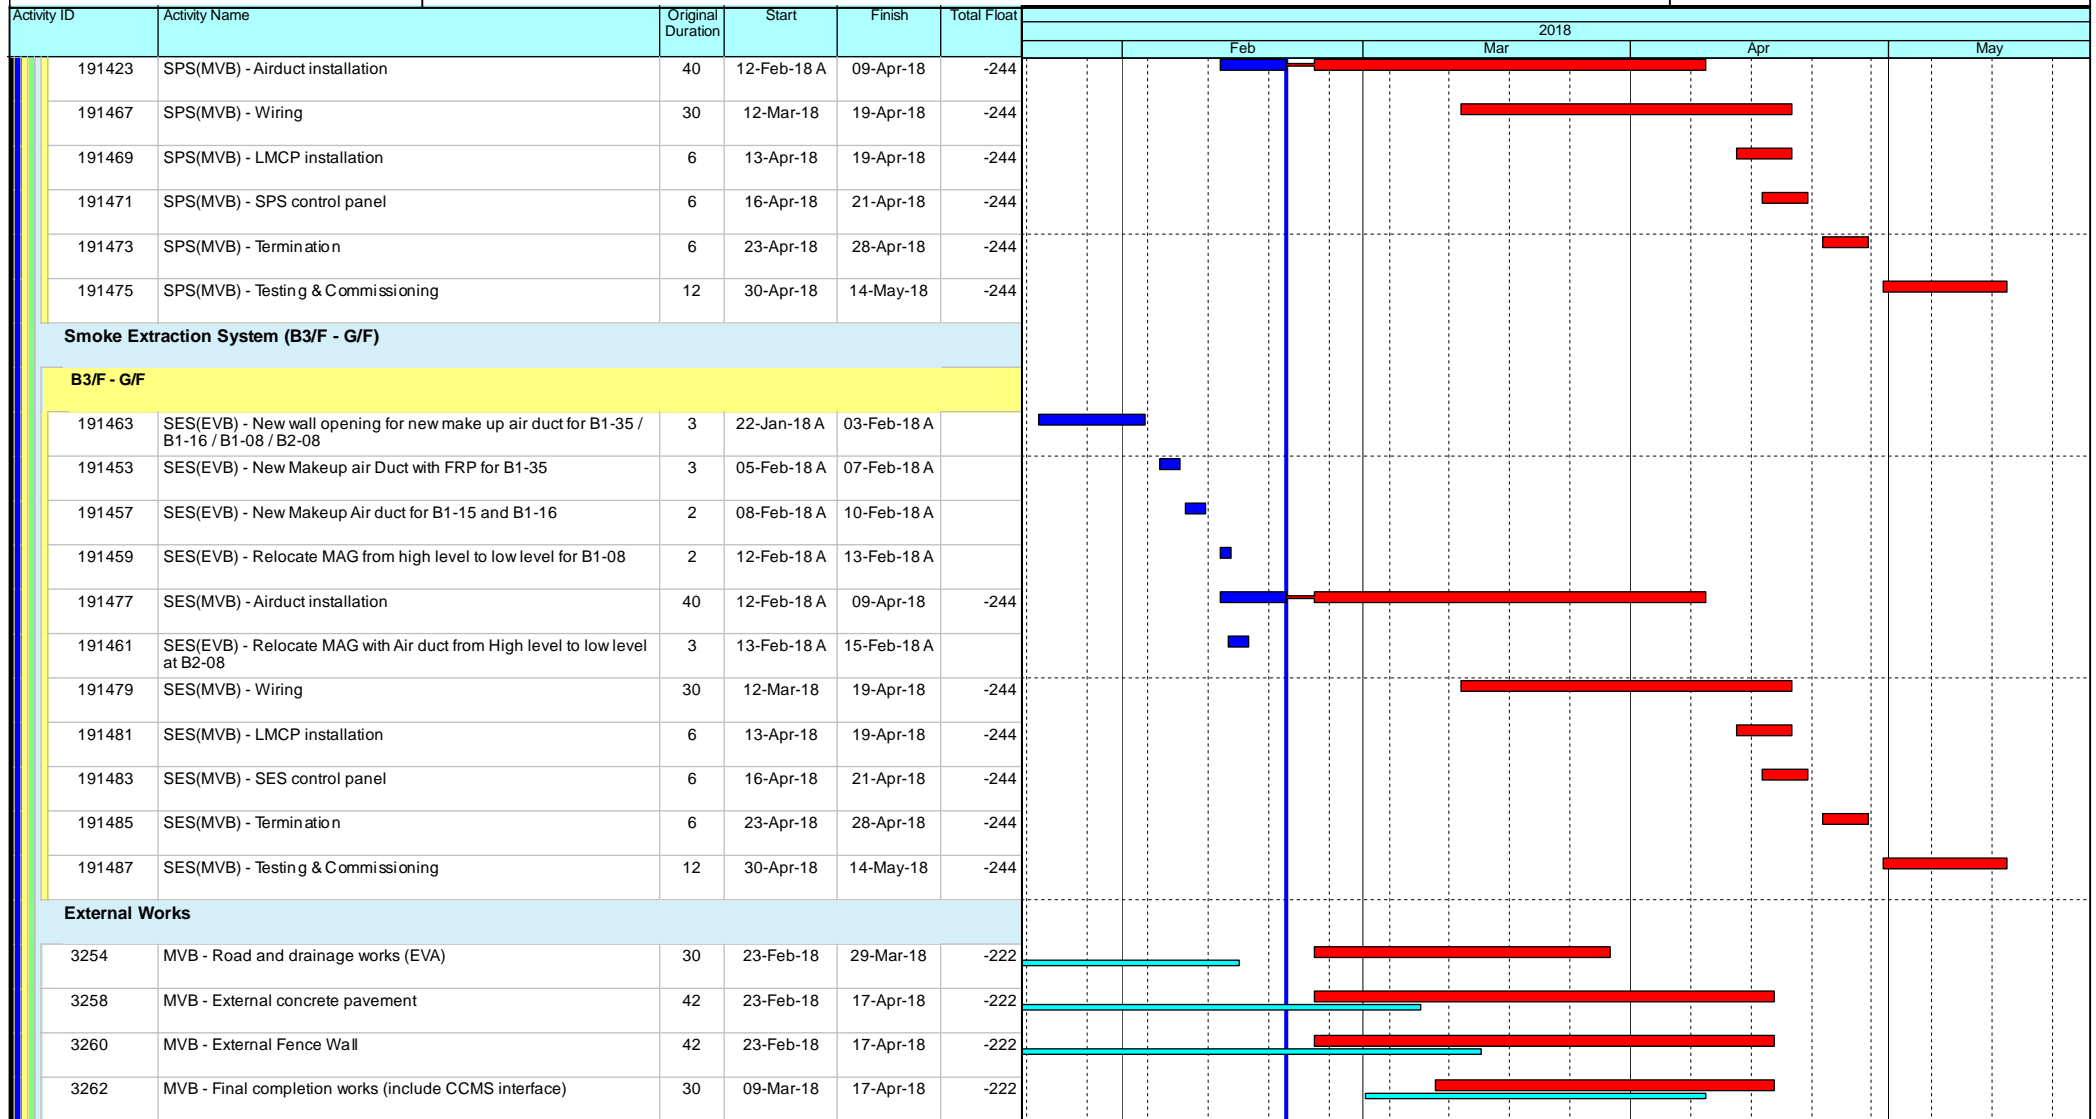 Activity ID Activity Name Original Duration Start Finish Total Float
2018
Feb Mar Apr May
191423 SPS(MVB) - Airduct installation 40 12-Feb-18 A 09-Apr-18 -244
191467 SPS(MVB) - Wiring 30 12-Mar-18 19-Apr-18 -244
191469 SPS(MVB) - LMCP installation 6 13-Apr-18 19-Apr-18 -244
191471 SPS(MVB) - SPS control panel 6 16-Apr-18 21-Apr-18 -244
191473 SPS(MVB) - Termination 6 23-Apr-18 28-Apr-18 -244
191475 SPS(MVB) - Testing & Commissioning 12 30-Apr-18 14-May-18 -244
Smoke Extraction System (B3/F - G/F)
B3/F - G/F
191463 SES(EVB) - New wall opening for new make up air duct for B1-35 / 3 22-Jan-18 A 03-Feb-18 A
B1-16 / B1-08 / B2-08
191453 SES(EVB) - New Makeup air Duct with FRP for B1-35 3 05-Feb-18 A 07-Feb-18 A
191457 SES(EVB) - New Makeup Air duct for B1-15 and B1-16 2 08-Feb-18 A 10-Feb-18 A
191459 SES(EVB) - Relocate MAG from high level to low level for B1-08 2 12-Feb-18 A 13-Feb-18 A
191477 SES(MVB) - Airduct installation 40 12-Feb-18 A 09-Apr-18 -244
191461 SES(EVB) - Relocate MAG with Air duct from High level to low level 3 13-Feb-18 A 15-Feb-18 A
at B2-08
191479 SES(MVB) - Wiring 30 12-Mar-18 19-Apr-18 -244
191481 SES(MVB) - LMCP installation 6 13-Apr-18 19-Apr-18 -244
191483 SES(MVB) - SES control panel 6 16-Apr-18 21-Apr-18 -244
191485 SES(MVB) - Termination 6 23-Apr-18 28-Apr-18 -244
191487 SES(MVB) - Testing & Commissioning 12 30-Apr-18 14-May-18 -244
External Works
3254 MVB - Road and drainage works (EVA) 30 23-Feb-18 29-Mar-18 -222
3258 MVB - External concrete pavement 42 23-Feb-18 17-Apr-18 -222
3260 MVB - External Fence Wall 42 23-Feb-18 17-Apr-18 -222
3262 MVB - Final completion works (include CCMS interface) 30 09-Mar-18 17-Apr-18 -222